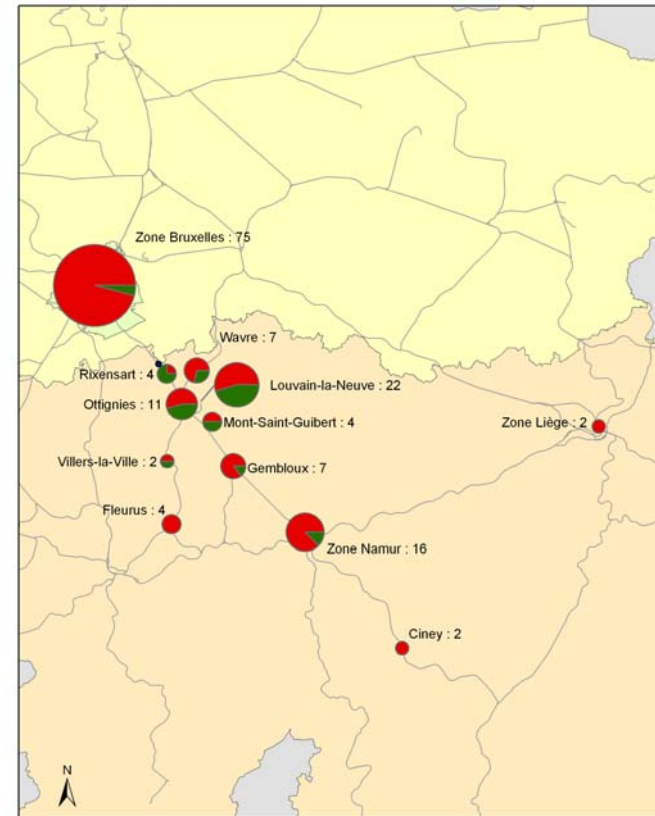 Zone Bruxelles : 75
Wavre : 7
Rixensart : 4
Louvain-la-Neuve : 22
Ottignies : 11
Mont-Saint-Guibert : 4
Zone Liège : 2
Villers-la-Ville : 2
Gembloux : 7
Fleurus : 4
Zone Namur : 16
Ciney : 2
N